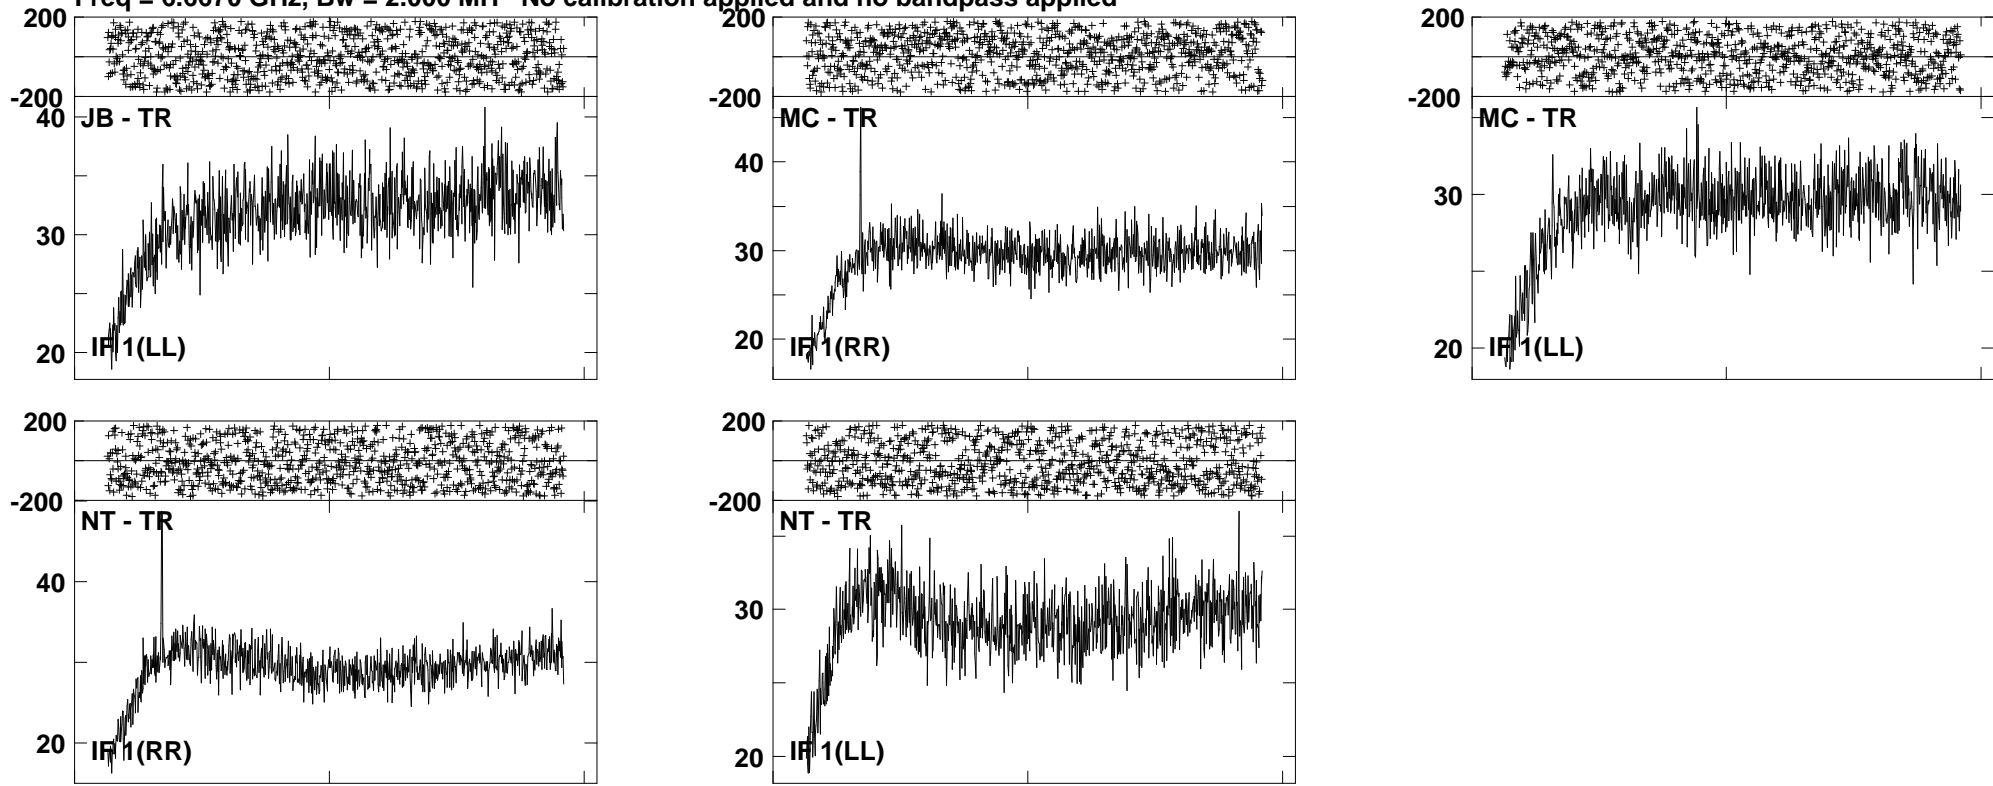 Freq = 6.6670 GHz, Bw = 2.000 MH No calibration applied and no bandpass applied
200
-200
40
30
20
JB - TR
IF 1(LL)
200
-200
40
30
20
MC - TR
IF 1(RR)
200
-200
30
20
MC - TR
IF 1(LL)
200
-200
40
20
NT - TR
IF 1(RR)
200
-200
30
20
NT - TR
IF 1(LL)